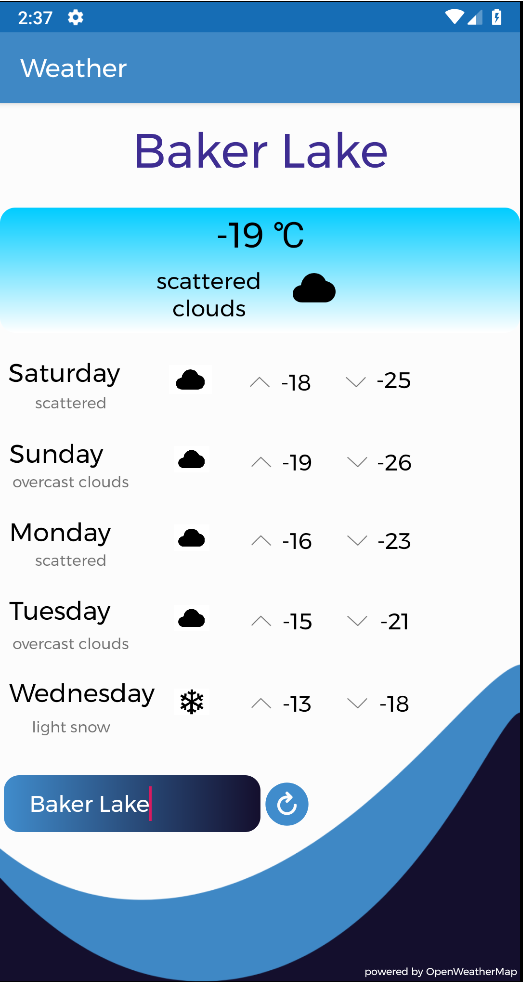 2:37
Weather
Baker Lake
-19 ℃
scattered
clouds
Saturday -18 -25
scattered
Sunday -19 -26
overcast clouds
Monday -16 -23
scattered
Tuesday -15 -21
overcast clouds
Wednesday -13 -18
light snow
Baker Lake
powered by OpenWeatherMap